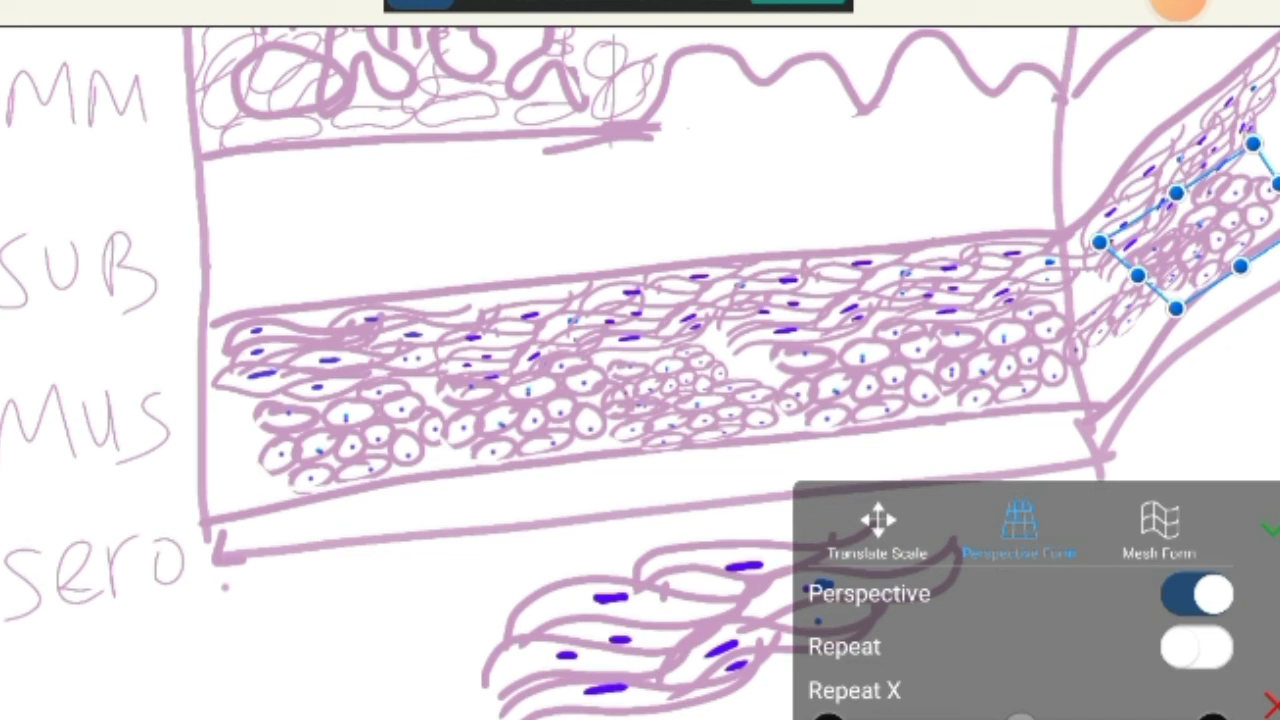 MM
SUB
Mus
sero
Translate Scale
Perspective Form
Mesh Form
Perspective
Repeat
Repeat X